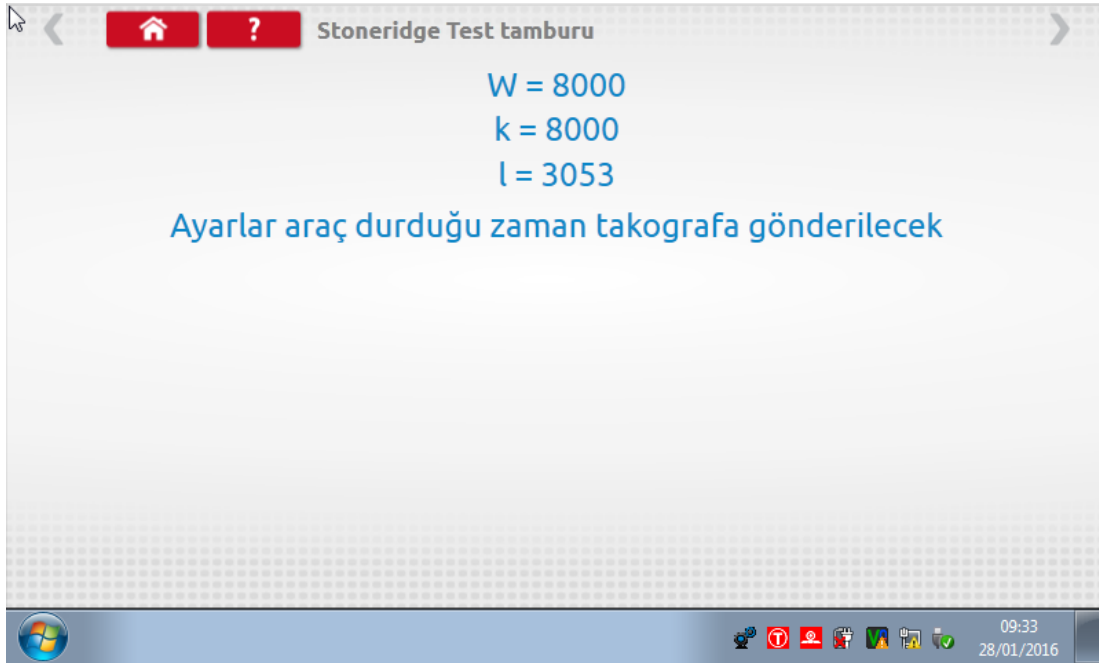 ? Stoneridge Test tamburu
W = 8000
k = 8000
l = 3053
Ayarlar araç durduğu zaman takografa gönderilecek
09:33
28/01/2016